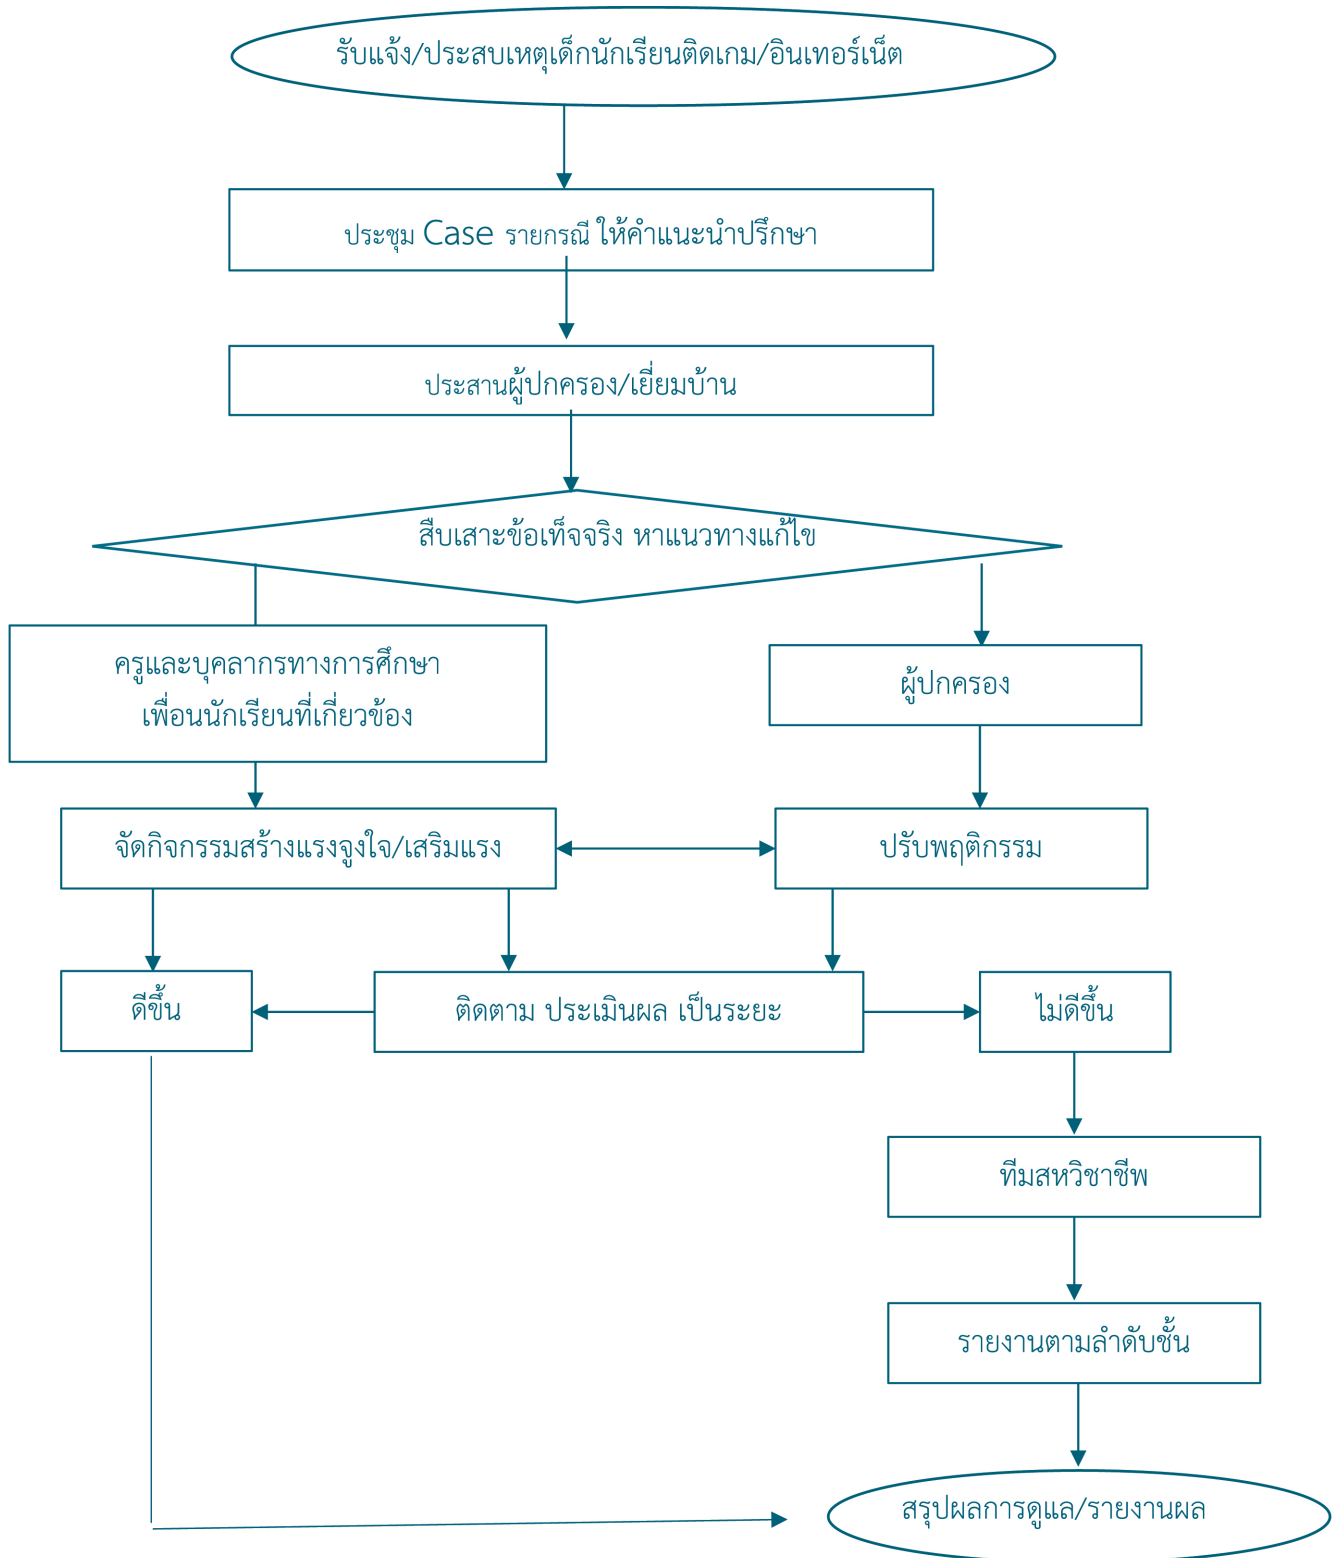 รับแจ้ง/ประสบเหตุเด็กนักเรียนติดเกม/อินเทอร์เน็ต
ประชุม Case รายกรณี ให้คำแนะนำปรึกษา
ประสานผู้ปกครอง/เยี่ยมบ้าน
สืบเสาะข้อเท็จจริง หาแนวทางแก้ไข
ครูและบุคลากรทางการศึกษา
เพื่อนนักเรียนที่เกี่ยวข้อง
ผู้ปกครอง
จัดกิจกรรมสร้างแรงจูงใจ/เสริมแรง
ปรับพฤติกรรม
ดีขึ้น
ติดตาม ประเมินผล เป็นระยะ
ไม่ดีขึ้น
ทีมสหวิชาชีพ
รายงานตามลำดับชั้น
สรุปผลการดูแล/รายงานผล